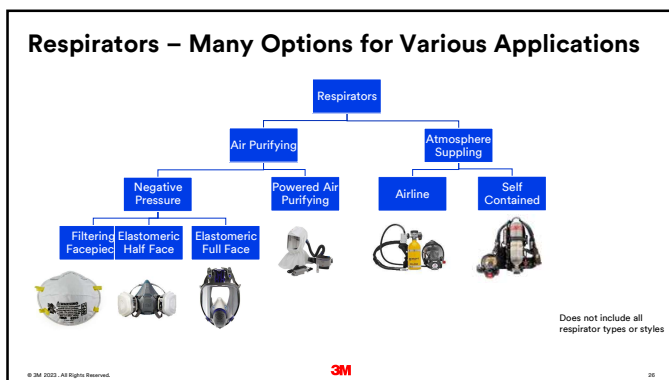 Respirators – Many Options for Various Applications
Respirators
Air Purifying
Atmosphere
Suppling
Negative
Pressure
Powered Air
Purifying
Airline
Self
Contained
Filtering
Facepiec
Elastomeric
Half Face
Elastomeric
Full Face
Does not include all
respirator types or styles
© 3M 2023 . All Rights Reserved.
3M
26